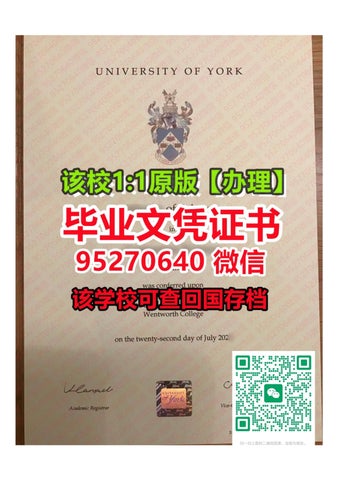 UNIVERSITY OF YORK
该校1:1原版【办理】
毕业文凭证书
95270640 微信
was conferred upon
该学校可查回国存档
Wentworth College
on the twenty-second day of July 202
Academic Registrar